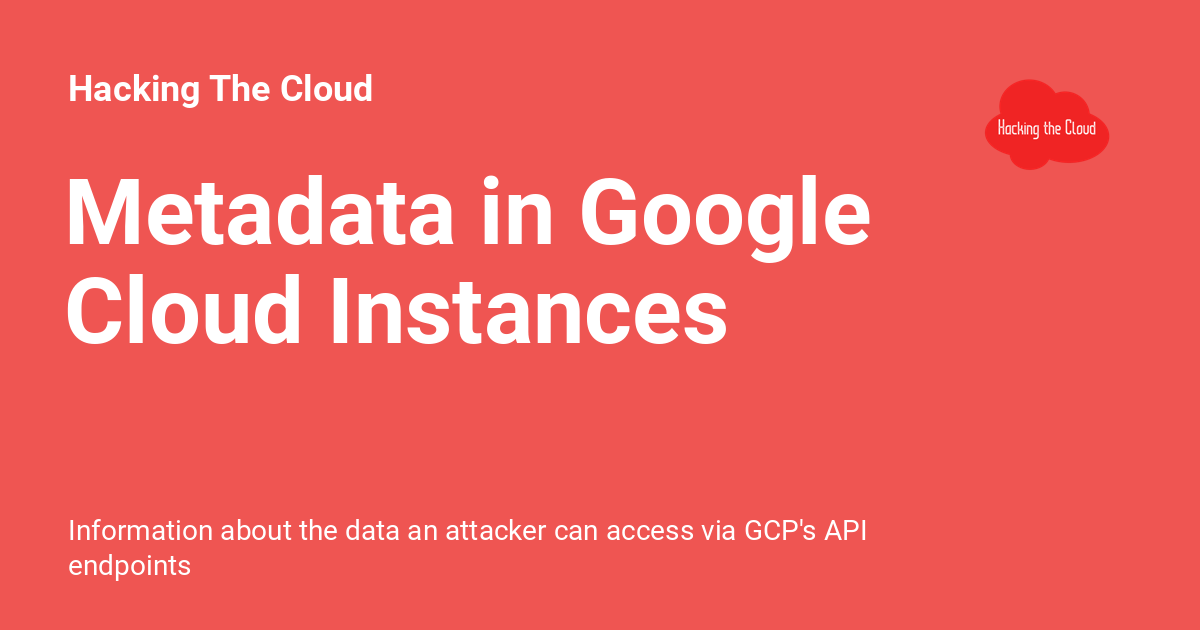 Hacking The Cloud
Hacking the Cloud
Metadata in Google
Cloud Instances
Information about the data an attacker can access via GCP's API
endpoints